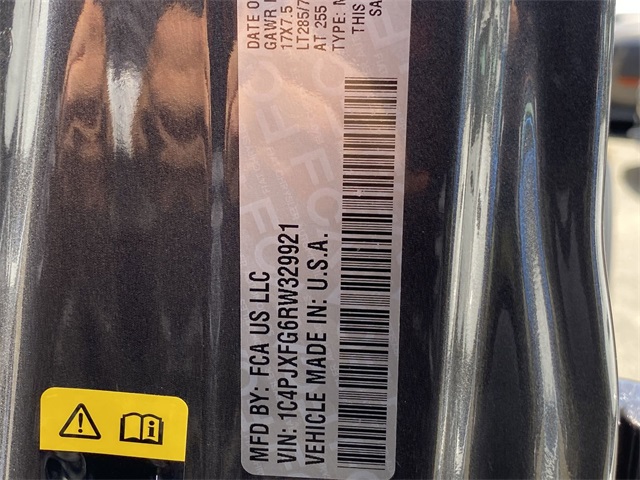 DATE O
GAWR
17X7.5
LT285/7
AT 255
TYPE:
THIS
SA
MFD BY: FCA US LLC
VIN: 1C4PJXFG6RW329921
VEHICLE MADE IN: U.S.A.